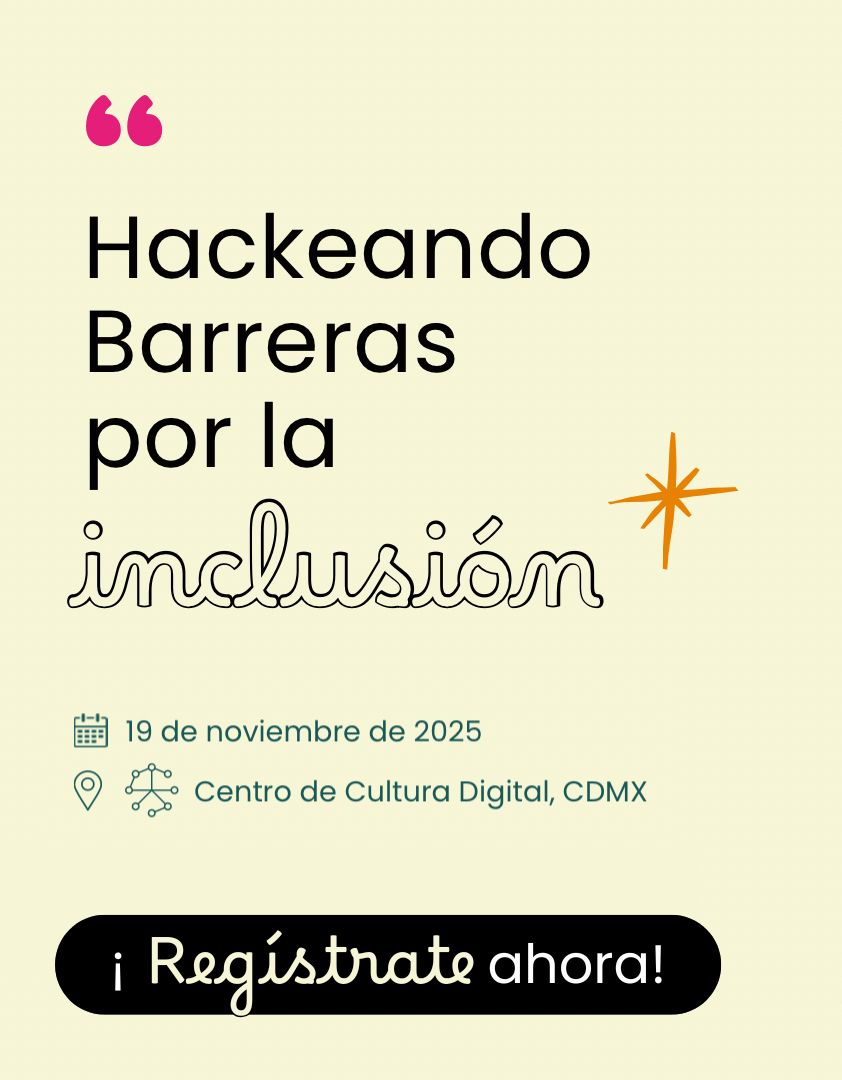 “
Hackeando
Barreras
por la
inclusión
19 de noviembre de 2025
Centro de Cultura Digital, CDMX
¡ Regístrate ahora!